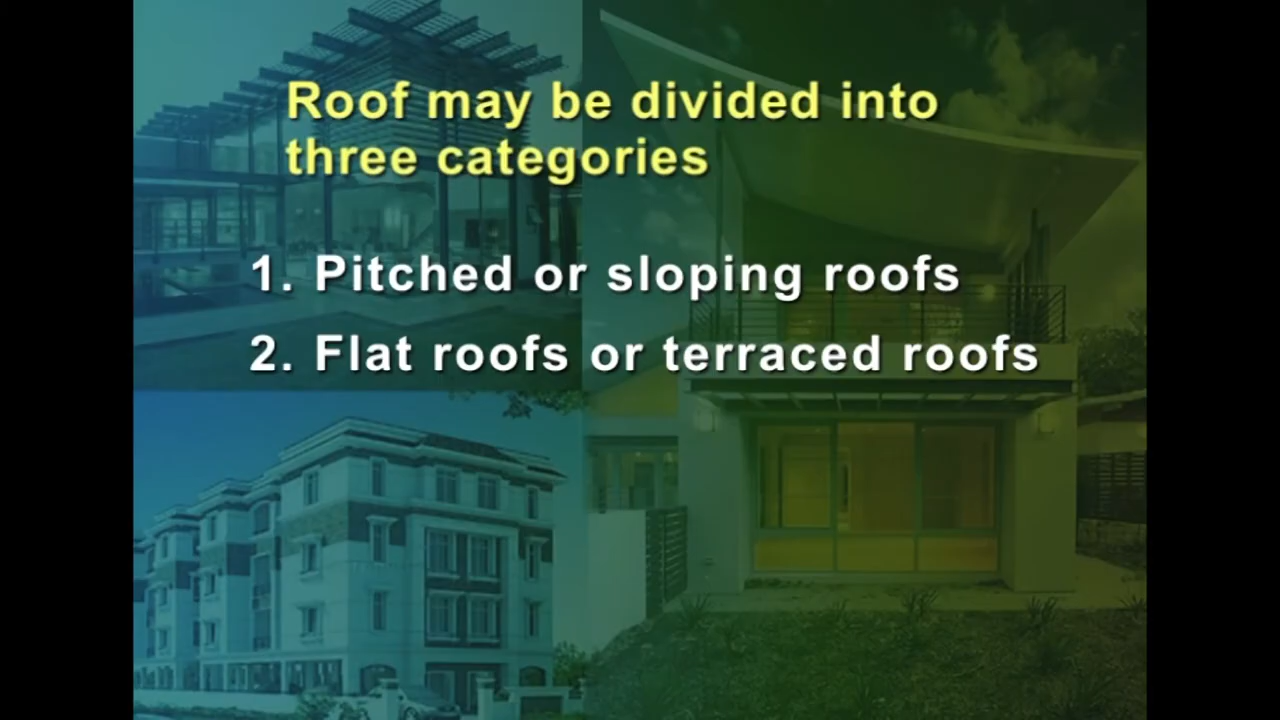 Roof may be divided into
three categories
1. Pitched or sloping roofs
2. Flat roofs or terraced roofs